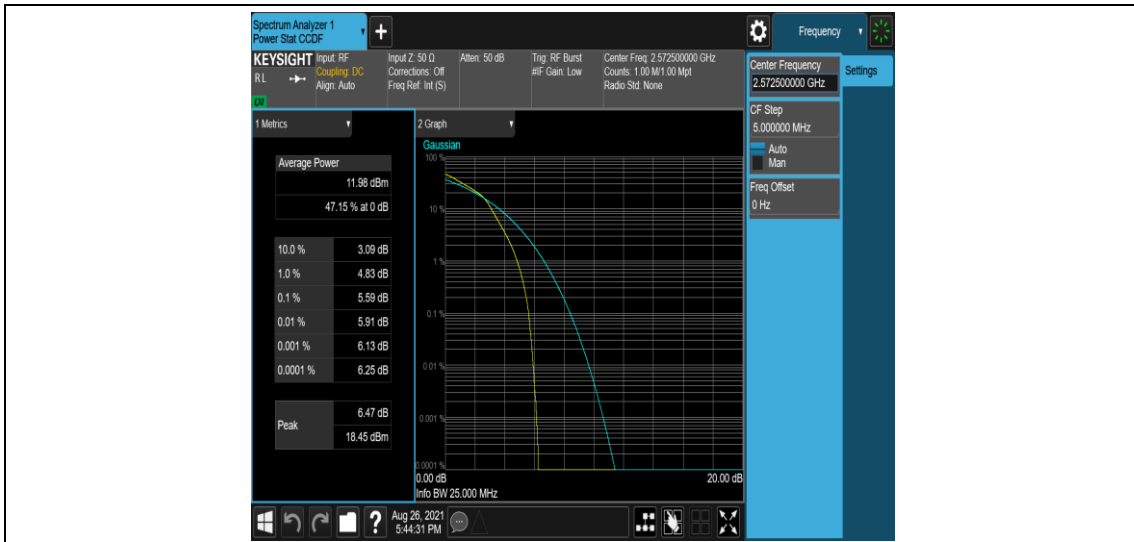 Spectrum Analyzer 1
Power Stat CCDF
+
Frequency
KEYSIGHT
RL
LXI
Input: RF
Coupling: DC
Align: Auto
Input Z: 50 Ω
Corrections: Off
Freq Ref: Int (S)
Atten: 50 dB
Trig: RF Burst
#IF Gain: Low
Center Freq: 2.572500000 GHz
Counts: 1.00 M/1.00 Mpt
Radio Std: None
Center Frequency
2.572500000 GHz
Settings
CF Step
5.000000 MHz
Auto
Man
Freq Offset
0 Hz
1 Metrics
Average Power
11.98 dBm
47.15 % at 0 dB
10.0 % 3.09 dB
1.0 % 4.83 dB
0.1 % 5.59 dB
0.01 % 5.91 dB
0.001 % 6.13 dB
0.0001 % 6.25 dB
Peak
6.47 dB
18.45 dBm
2 Graph
Gaussian
100 %
10 %
1 %
0.1 %
0.01 %
0.001 %
0.0001 %
0.00 dB 20.00 dB
Info BW 25.000 MHz
?
Aug 26, 2021
5:44:31 PM